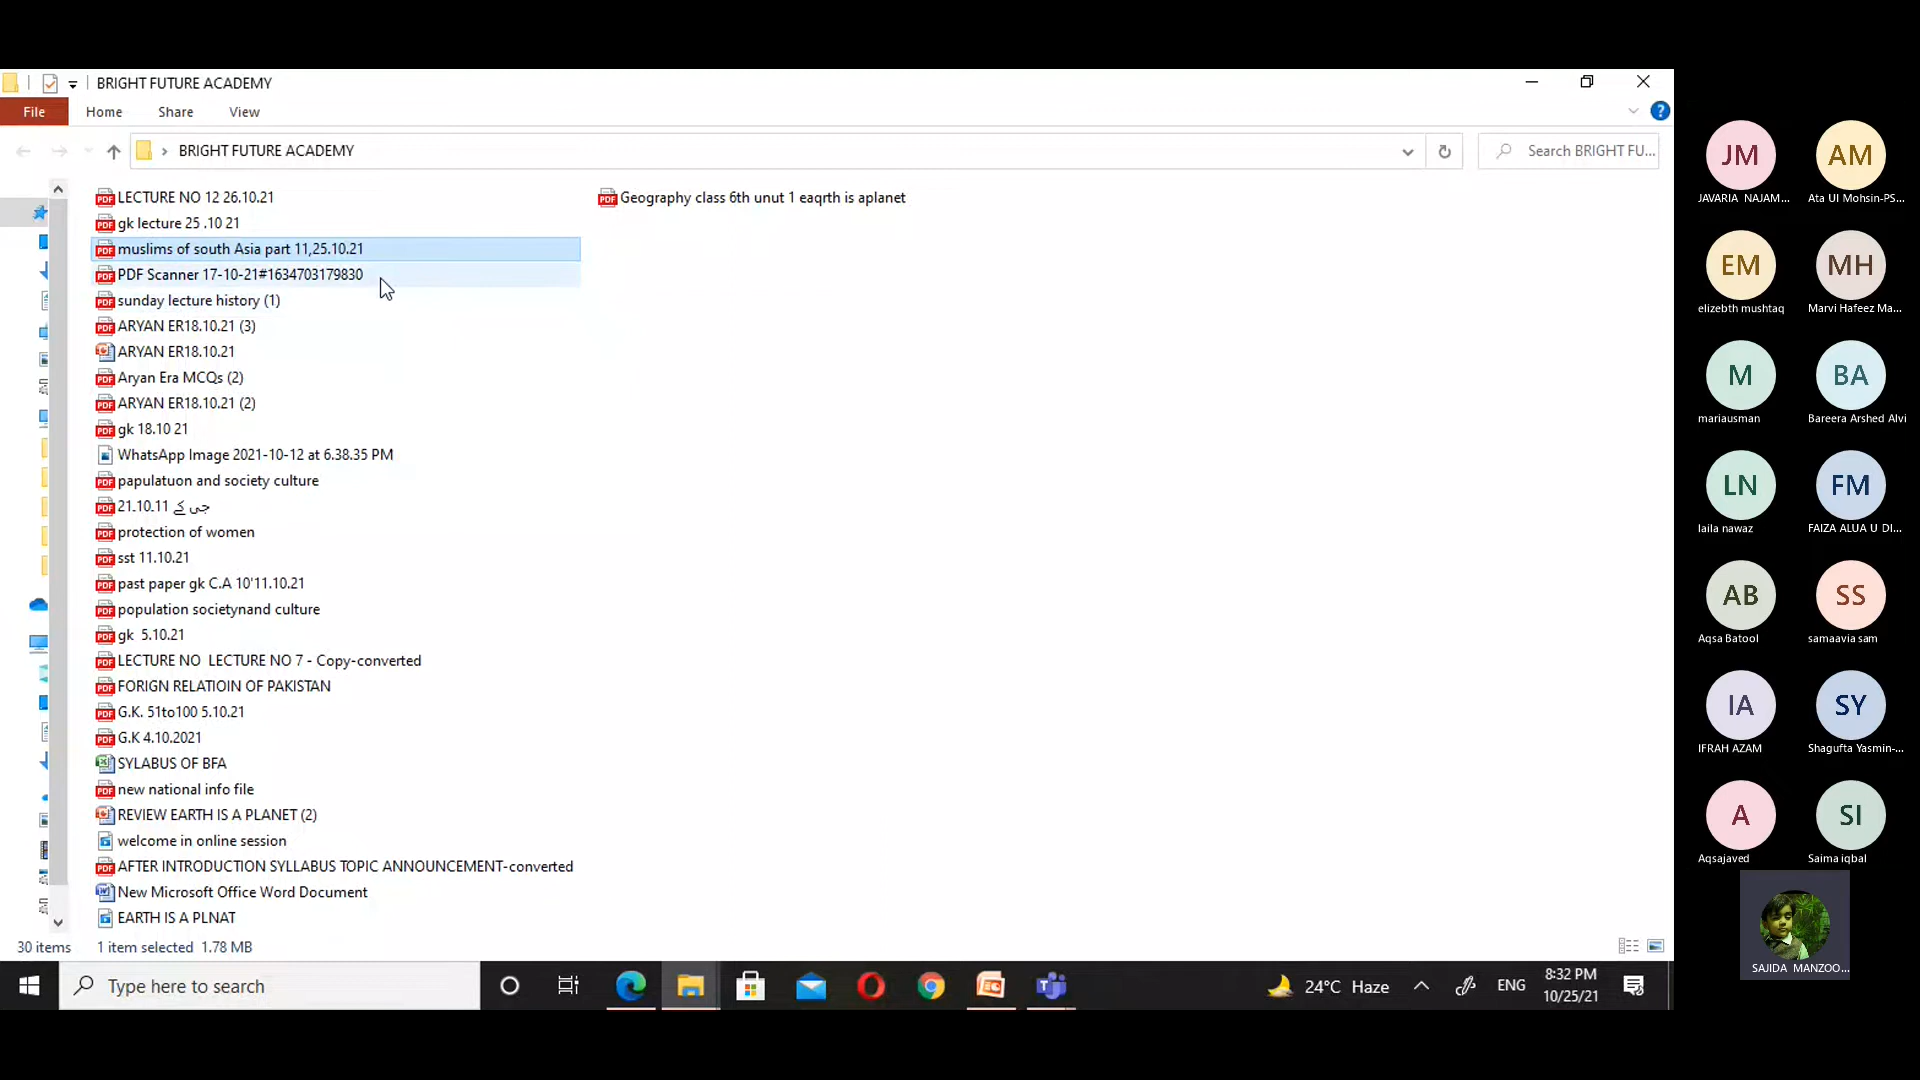 BRIGHT FUTURE ACADEMY
File Home Share View
BRIGHT FUTURE ACADEMY
Search BRIGHT FU...
LECTURE NO 12 26.10.21
gk lecture 25 .10 21
muslims of south Asia part 11,25.10.21
PDF Scanner 17-10-21#1634703179830
sunday lecture history (1)
ARYAN ER18.10.21 (3)
ARYAN ER18.10.21
Aryan Era MCQs (2)
ARYAN ER18.10.21 (2)
gk 18.10 21
WhatsApp Image 2021-10-12 at 6.38.35 PM
papulatuon and society culture
جی کے 21.10.11
protection of women
sst 11.10.21
past paper gk C.A 10'11.10.21
population societynand culture
gk  5.10.21
LECTURE NO  LECTURE NO 7 - Copy-converted
FORIGN RELATIOIN OF PAKISTAN
G.K. 51to100 5.10.21
G.K 4.10.2021
SYLABUS OF BFA
new national info file
REVIEW EARTH IS A PLANET (2)
welcome in online session
AFTER INTRODUCTION SYLLABUS TOPIC ANNOUNCEMENT-converted
New Microsoft Office Word Document
EARTH IS A PLNAT
Geography class 6th unut 1 eaqrth is aplanet
30 items 1 item selected 1.78 MB
Type here to search
24°C Haze
ENG
8:32 PM
10/25/21
JM AM
JAVARIA NAJAM... Ata Ul Mohsin-PS...
EM MH
elizebth mushtaq Marvi Hafeez Ma...
M BA
mariausman Bareera Arshed Alvi
LN FM
laila nawaz FAIZA ALUA U DI...
AB SS
Aqsa Batool samaavia sam
IA SY
IFRAH AZAM Shagufta Yasmin-...
A SI
Aqsajaved Saima iqbal
SAJIDA MANZOO...